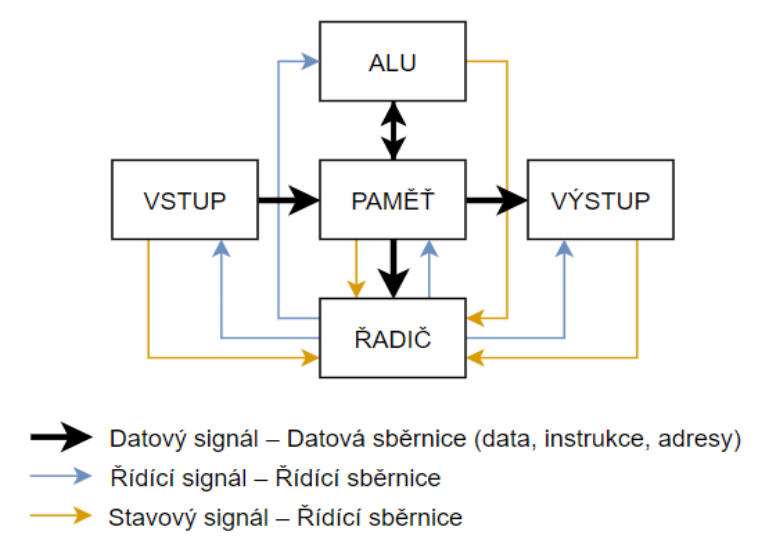 ALU
VSTUP
PAMĚŤ
VÝSTUP
ŘADIČ
Datový signál – Datová sběrnice (data, instrukce, adresy)
Řídící signál – Řídící sběrnice
Stavový signál – Řídící sběrnice